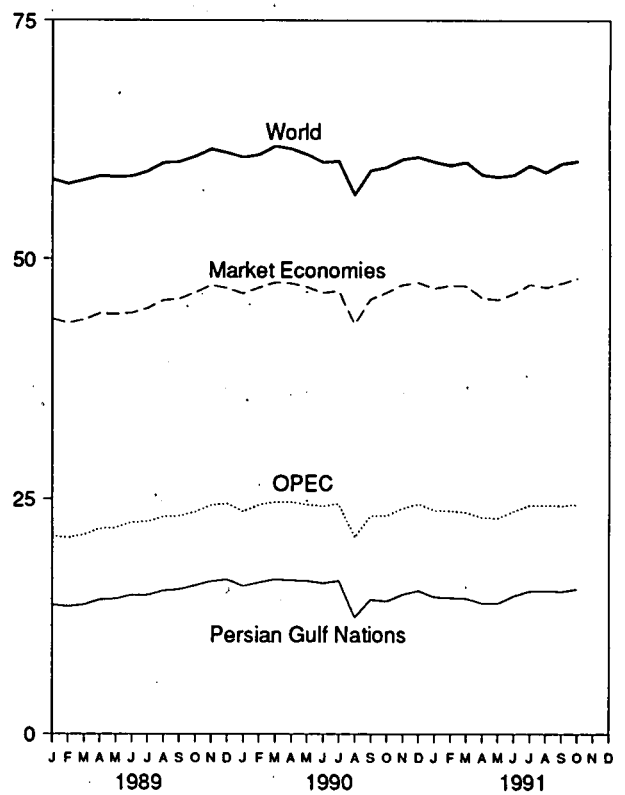 75
World
50
Market Economies
25
OPEC
Persian Gulf Nations
0
J F M A M J J A S O N D J F M A M J J A S O N D J F M A M J J A S O N D
1989 1990 1991